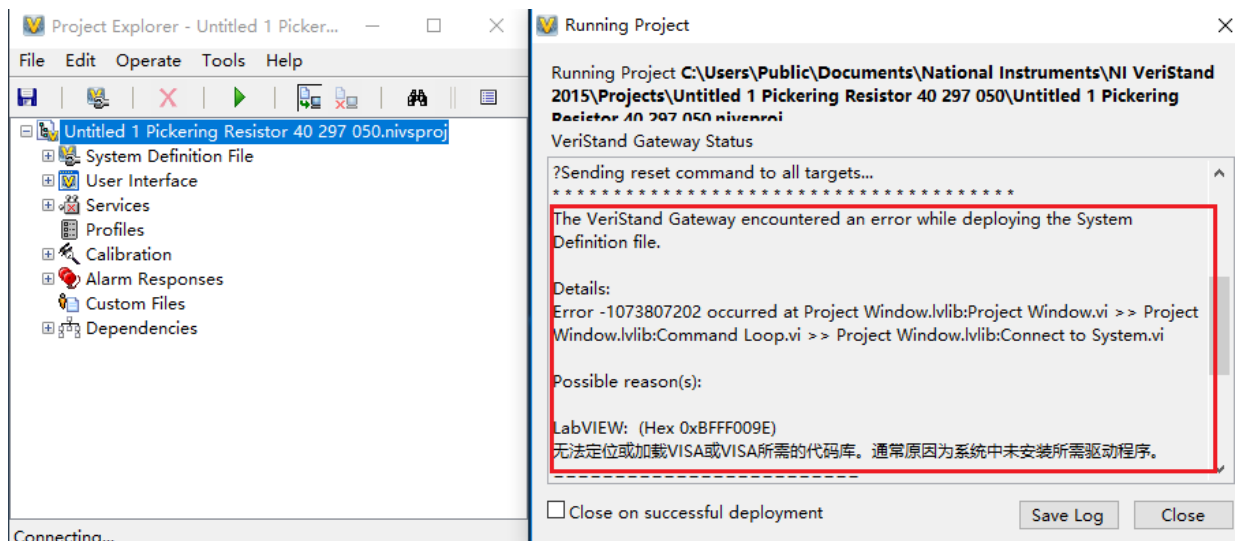 Project Explorer - Untitled 1 Picker...
File Edit Operate Tools Help
Untitled 1 Pickering Resistor 40 297 050.nivsproj
System Definition File
User Interface
Services
Profiles
Calibration
Alarm Responses
Custom Files
Dependencies
Connecting...
Running Project
Running Project C:\Users\Public\Documents\National Instruments\NI VeriStand
2015\Projects\Untitled 1 Pickering Resistor 40 297 050\Untitled 1 Pickering
Resistor 40 297 050.nivsproj
VeriStand Gateway Status
?Sending reset command to all targets...
* * * * * * * * * * * * * * * * * * * * * * * * * * * * * * * * * * * * * *
The VeriStand Gateway encountered an error while deploying the System
Definition file.
Details:
Error -1073807202 occurred at Project Window.lvlib:Project Window.vi >> Project
Window.lvlib:Command Loop.vi >> Project Window.lvlib:Connect to System.vi
Possible reason(s):
LabVIEW: (Hex 0xBFFF009E)
无法定位或加载VISA或VISA所需的代码库。通常原因为系统中未安装所需驱动程序。
=========================
Close on successful deployment
Save Log
Close